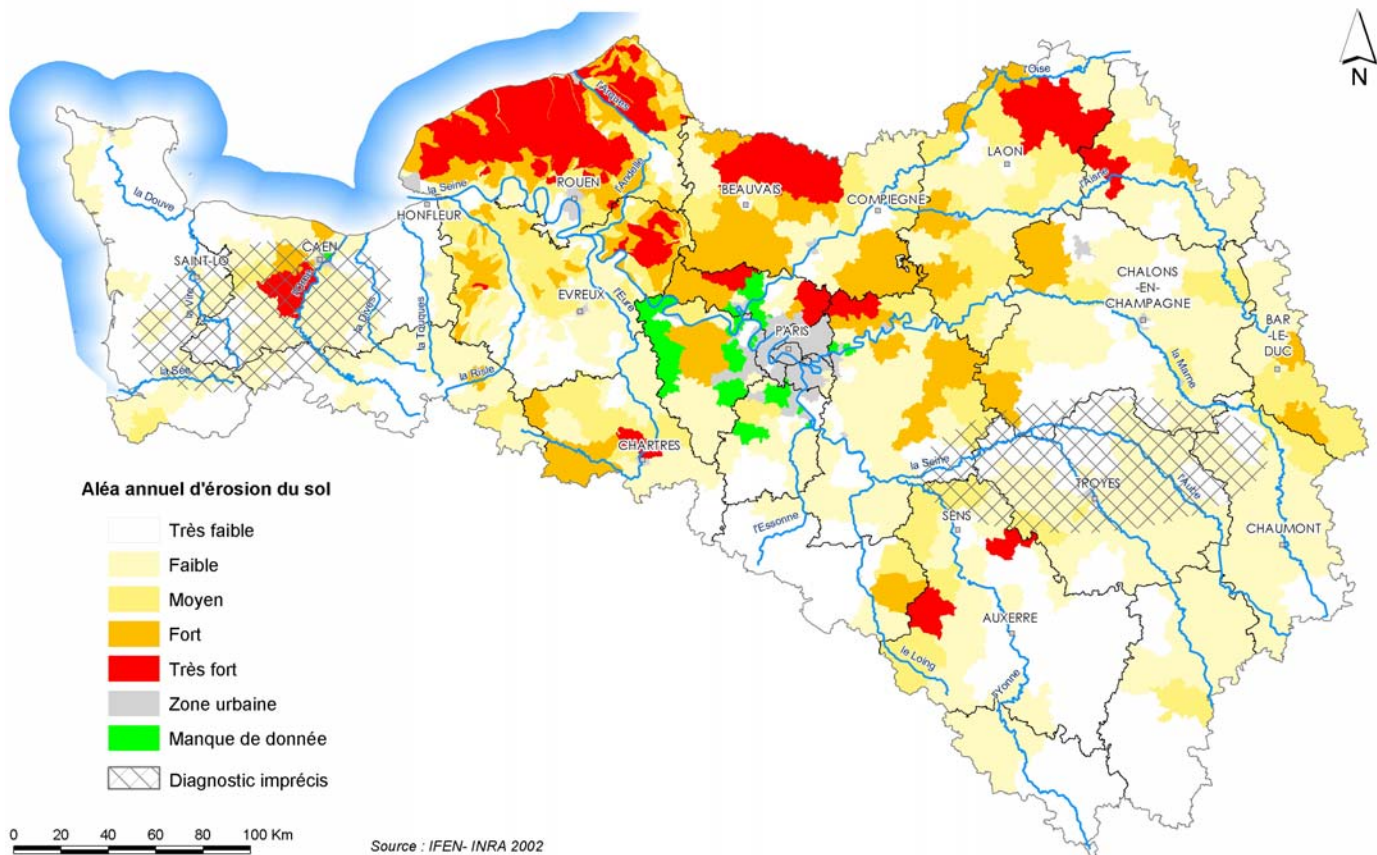 N
l'Oise
l'Arques
LAON
l'Aisne
la Douve
la Seine
ROUEN
l'Andelle
BEAUVAIS
COMPIEGNE
HONFLEUR
CAEN
SAINT-LO
l'Orne
la Vire
la Dives
la Touques
EVREUX
l'Eure
CHALONS
-EN-
CHAMPAGNE
PARIS
BAR
-LE-
DUC
la Marne
la Sée
la Risle
CHARTRES
la Seine
TROYES
l'Aube
l'Essonne
SENS
CHAUMONT
AUXERRE
le Loing
l'Yonne
Aléa annuel d'érosion du sol
Très faible
Faible
Moyen
Fort
Très fort
Zone urbaine
Manque de donnée
Diagnostic imprécis
0 20 40 60 80 100 Km
Source : IFEN- INRA 2002